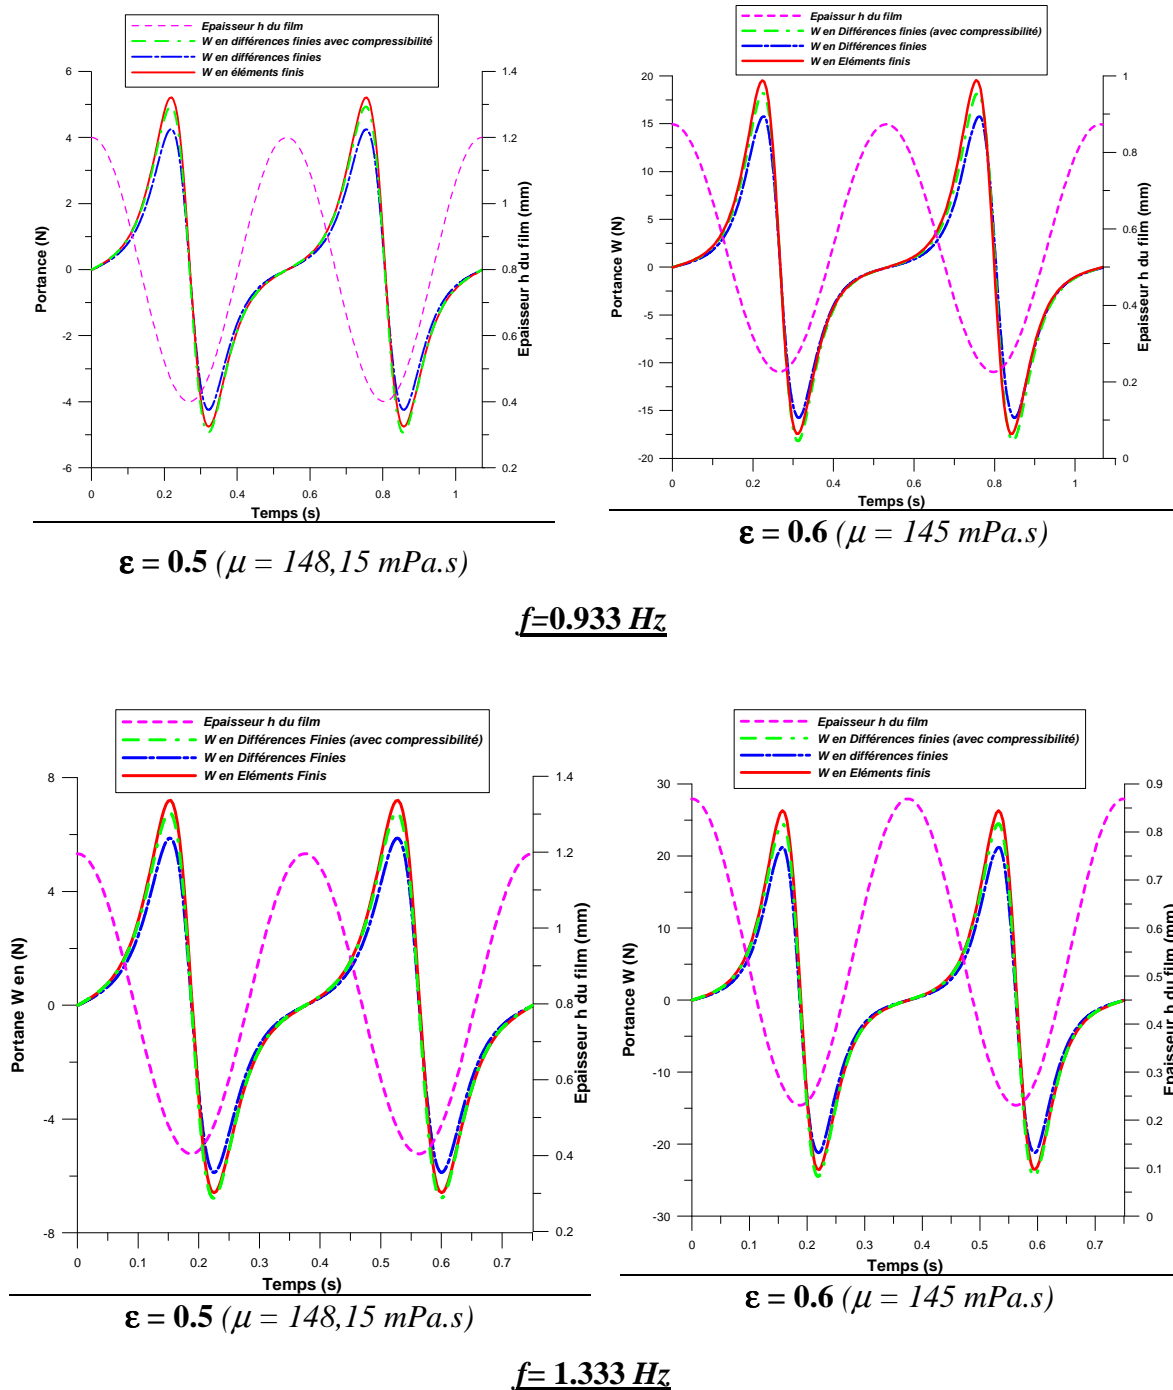 Epaisseur h du film
W en différences finies avec compressibilité
W en différences finies
W en éléments finis
6
4
2
0
-2
-4
-6
Portance (N)
1.4
1.2
1
0.8
0.6
0.4
0.2
Epaisseur h du film (mm)
0
0.2
0.4
0.6
0.8
1
Temps (s)
ε = 0.5 (μ = 148,15 mPa.s)
Epaissur h du film
W en Différences finies (avec compressibilité)
W en Différences finies
W en Eléments finis
20
15
10
5
0
-5
-10
-15
-20
Portance W (N)
1
0.8
0.6
0.4
0.2
0
Epaisseur h du film (mm)
0
0.2
0.4
0.6
0.8
1
Temps (s)
ε = 0.6 (μ = 145 mPa.s)
f=0.933 Hz
Epaisseur h du film
W en Différences Finies (avec compressibilité)
W en Différences Finies
W en Eléments Finis
8
4
0
-4
-8
Portane W en (N)
1.4
1.2
1
0.8
0.6
0.4
0.2
Epaisseur h du film (mm)
0
0.1
0.2
0.3
0.4
0.5
0.6
0.7
Temps (s)
ε = 0.5 (μ = 148,15 mPa.s)
Epaisseur h du film
W en Différences finies (avec compressibilité)
W en différences finies
W en Eléments finis
30
20
10
0
-10
-20
-30
Portance W (N)
0.9
0.8
0.7
0.6
0.5
0.4
0.3
0.2
0.1
0
Epaisseur h du film (mm)
0
0.1
0.2
0.3
0.4
0.5
0.6
0.7
Temps (s)
ε = 0.6 (μ = 145 mPa.s)
f= 1.333 Hz